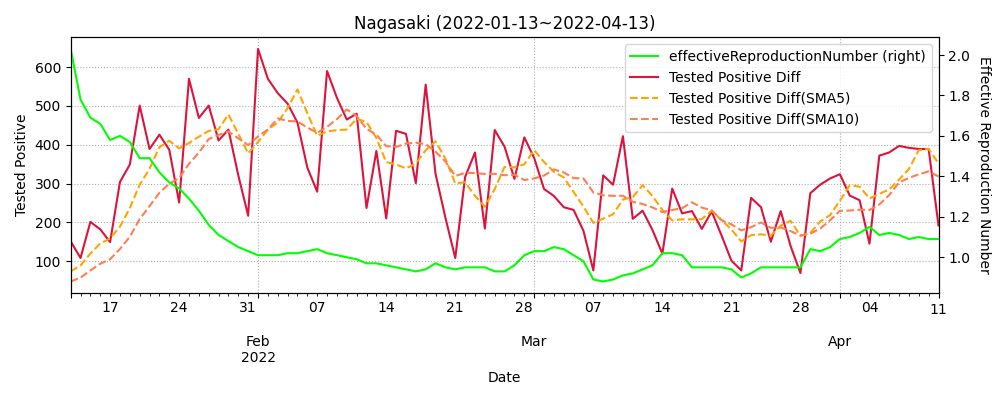 Nagasaki (2022-01-13~2022-04-13)
effectiveReproductionNumber (right)
Tested Positive Diff
Tested Positive Diff(SMA5)
Tested Positive Diff(SMA10)
Tested Positive
600
500
400
300
200
100
2.0
1.8
1.6
1.4
1.2
1.0
Effective Reproduction Number
17 24 31 07 14 21 28 07 14 21 28 04 11
Feb Mar Apr
2022
Date